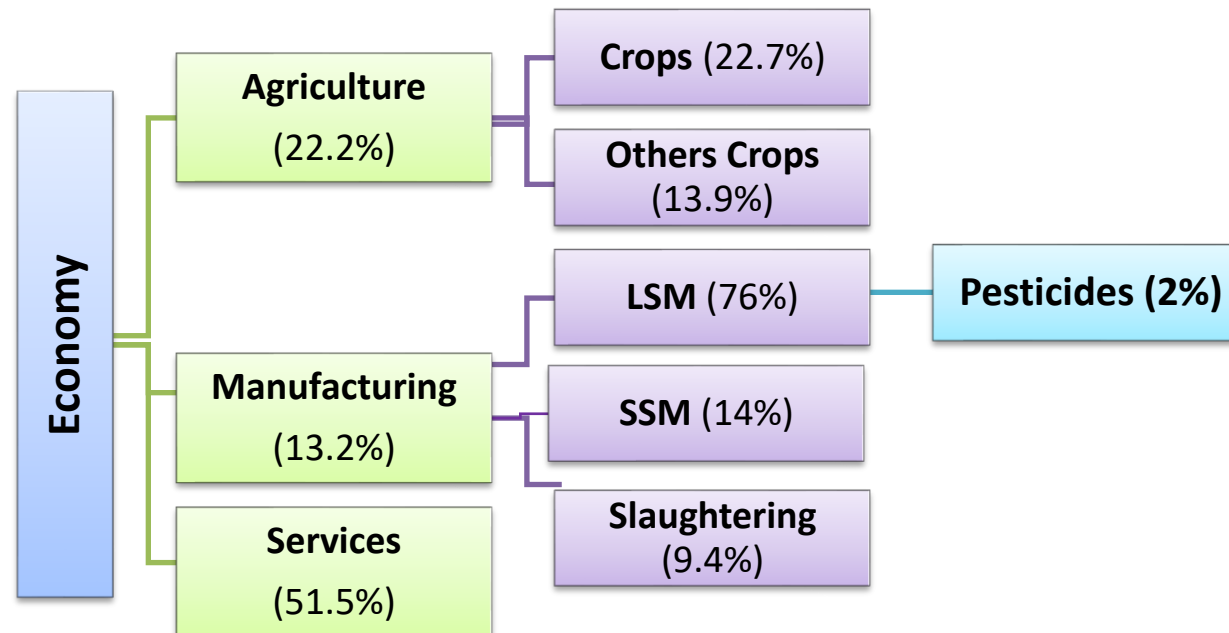 Economy
Agriculture
(22.2%)
Crops (22.7%)
Others Crops
(13.9%)
Manufacturing
(13.2%)
LSM (76%)
Pesticides (2%)
SSM (14%)
Slaughtering
(9.4%)
Services
(51.5%)